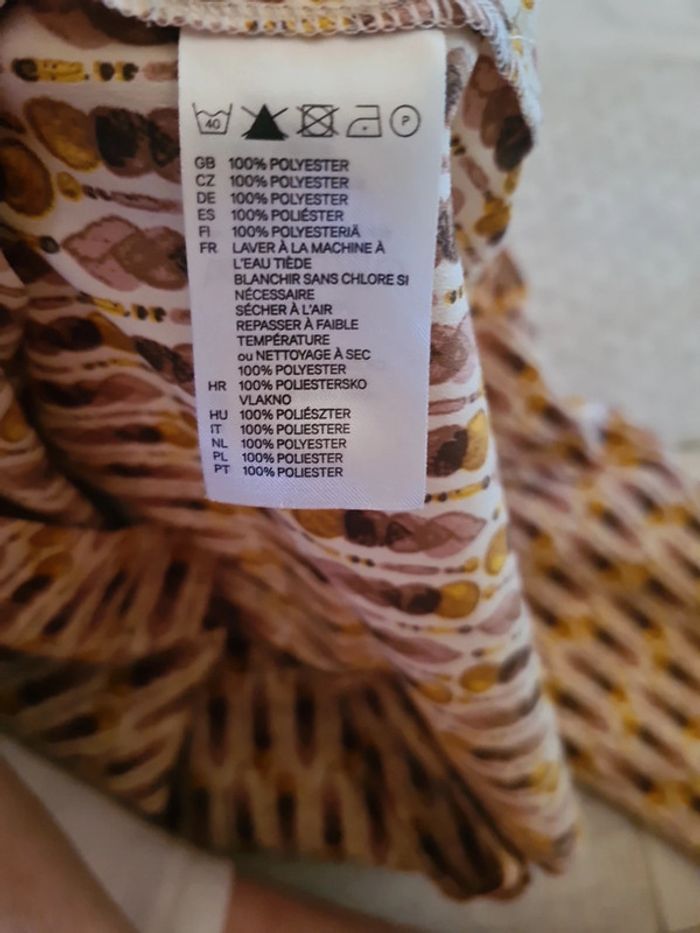 40 P
GB 100% POLYESTER
CZ 100% POLYESTER
DE 100% POLYESTER
ES 100% POLIÉSTER
FI 100% POLYESTERIÄ
FR LAVER À LA MACHINE À
L'EAU TIÈDE
BLANCHIR SANS CHLORE SI
NÉCESSAIRE
SÉCHER À L'AIR
REPASSER À FAIBLE
TEMPÉRATURE
ou NETTOYAGE À SEC
100% POLYESTER
HR 100% POLIESTERSKO
VLAKNO
HU 100% POLIÉSZTER
IT 100% POLIESTERE
NL 100% POLYESTER
PL 100% POLIESTER
PT 100% POLIESTER